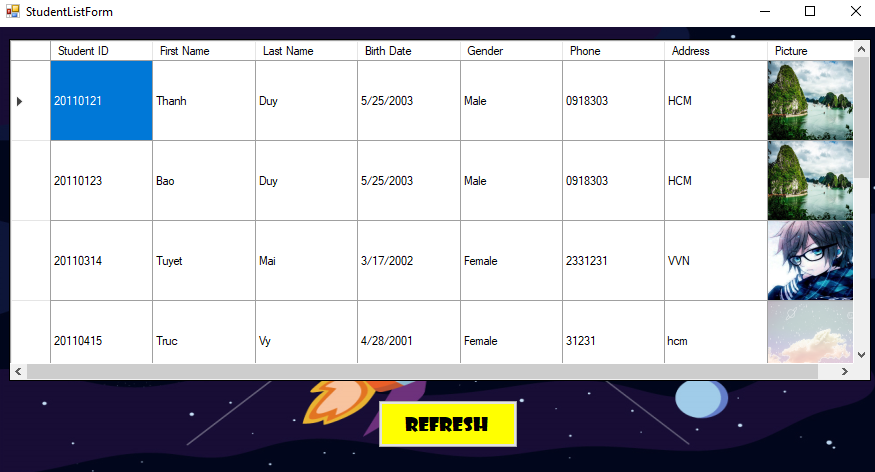 StudentListForm
Student ID First Name Last Name Birth Date Gender Phone Address Picture
20110121 Thanh Duy 5/25/2003 Male 0918303 HCM
20110123 Bao Duy 5/25/2003 Male 0918303 HCM
20110314 Tuyet Mai 3/17/2002 Female 2331231 VVN
20110415 Truc Vy 4/28/2001 Female 31231 hcm
REFRESH